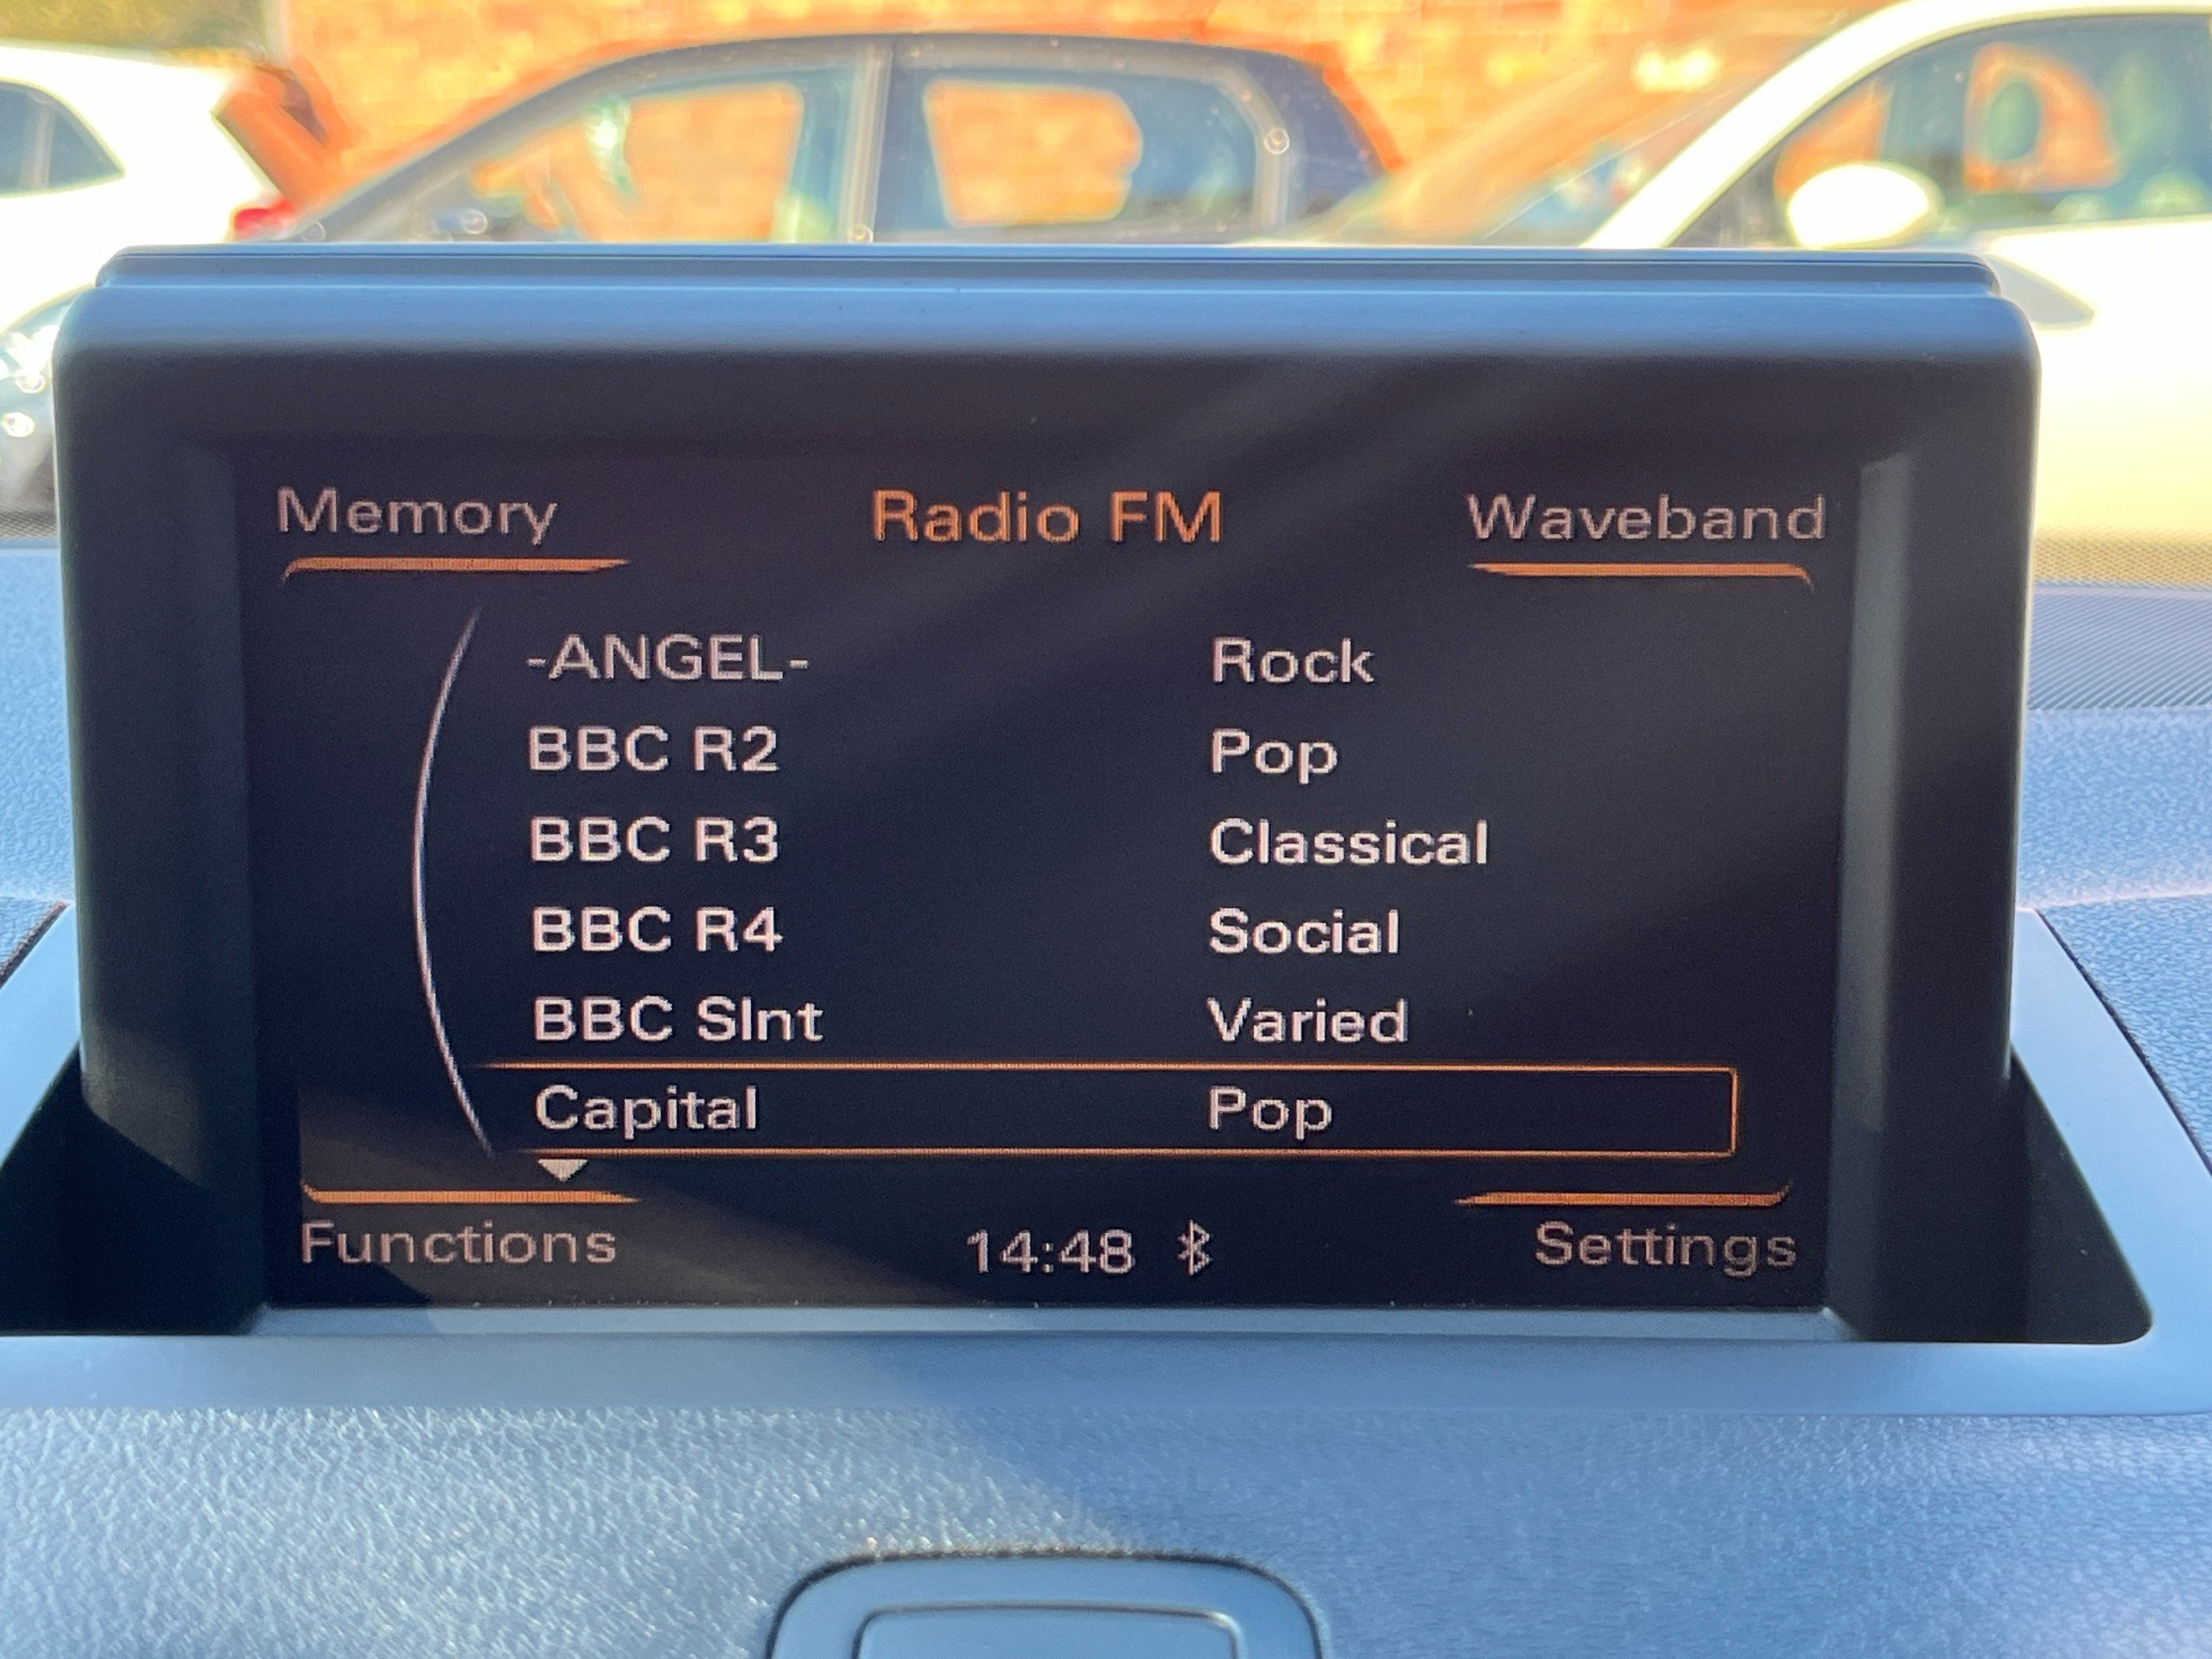 Memory Radio FM Waveband
-ANGEL- Rock
BBC R2 Pop
BBC R3 Classical
BBC R4 Social
BBC Slnt Varied
Capital Pop
Functions 14:48 Settings